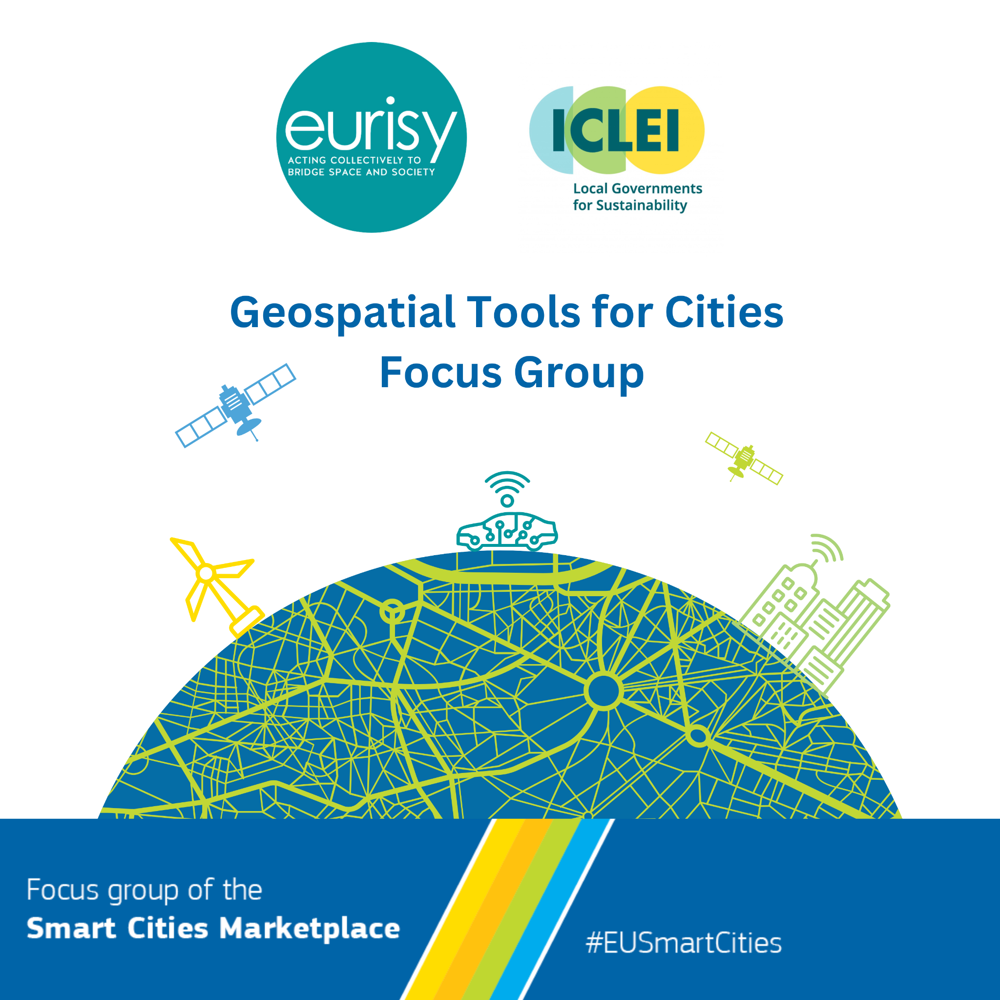 eurisy
ACTING COLLECTIVELY TO
BRIDGE SPACE AND SOCIETY
ICLEI
Local Governments
for Sustainability
Geospatial Tools for Cities
Focus Group
Focus group of the
Smart Cities Marketplace
#EUSmartCities